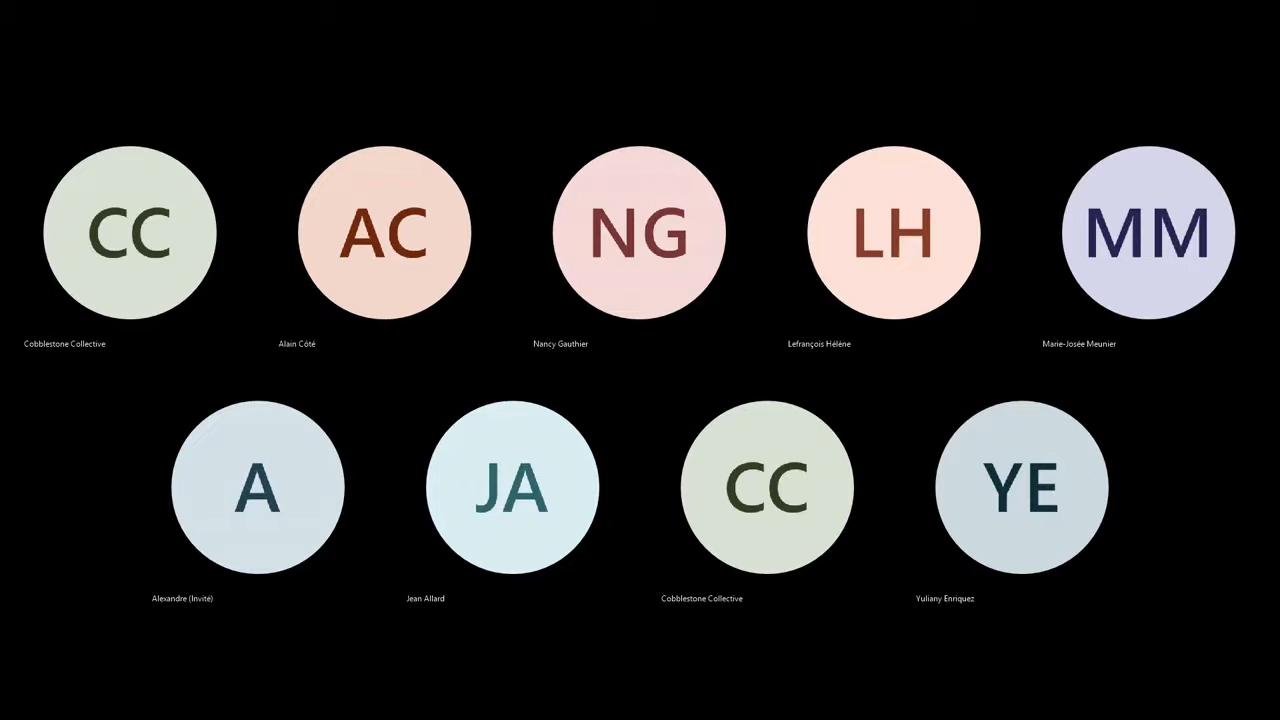 CC
AC
NG
LH
MM
Cobblestone Collective
Alain Côté
Nancy Gauthier
Lefrançois Hélène
Marie-Josée Meunier
A
JA
CC
YE
Alexandre (Invité)
Jean Allard
Cobblestone Collective
Yuliany Enriquez